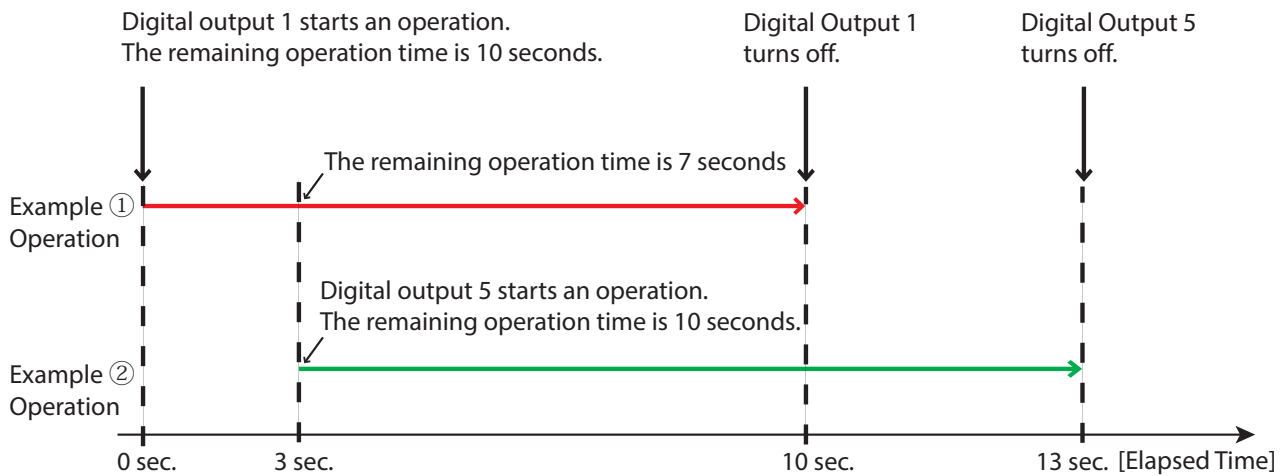 Digital output 1 starts an operation.
The remaining operation time is 10 seconds.
Digital Output 1
turns off.
Digital Output 5
turns off.
The remaining operation time is 7 seconds
Example ①
Operation
Digital output 5 starts an operation.
The remaining operation time is 10 seconds.
Example ②
Operation
0 sec.
3 sec.
10 sec.
13 sec.
[Elapsed Time]